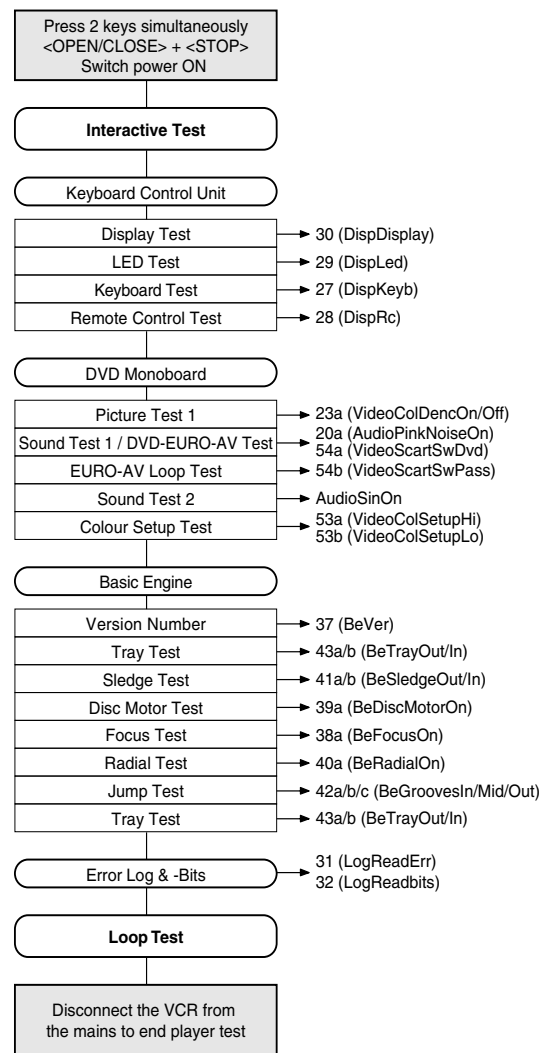 Press 2 keys simultaneously
<OPEN/CLOSE> + <STOP>
Switch power ON
Interactive Test
Keyboard Control Unit
Display Test
30 (DispDisplay)
LED Test
29 (DispLed)
Keyboard Test
27 (DispKeyb)
Remote Control Test
28 (DispRc)
DVD Monoboard
Picture Test 1
23a (VideoColDencOn/Off)
Sound Test 1 / DVD-EURO-AV Test
20a (AudioPinkNoiseOn)
54a (VideoScartSwDvd)
EURO-AV Loop Test
54b (VideoScartSwPass)
Sound Test 2
AudioSinOn
Colour Setup Test
53a (VideoColSetupHi)
53b (VideoColSetupLo)
Basic Engine
Version Number
37 (BeVer)
Tray Test
43a/b (BeTrayOut/In)
Sledge Test
41a/b (BeSledgeOut/In)
Disc Motor Test
39a (BeDiscMotorOn)
Focus Test
38a (BeFocusOn)
Radial Test
40a (BeRadialOn)
Jump Test
42a/b/c (BeGroovesIn/Mid/Out)
Tray Test
43a/b (BeTrayOut/In)
Error Log & -Bits
31 (LogReadErr)
32 (LogReadbits)
Loop Test
Disconnect the VCR from
the mains to end player test